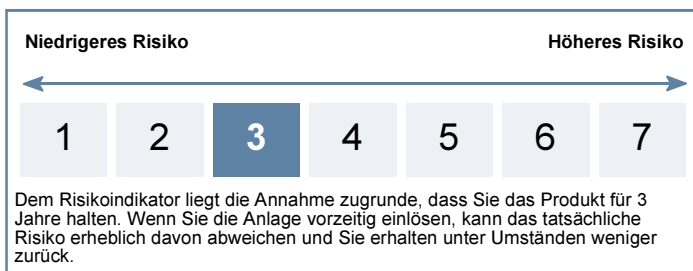 Niedrigeres Risiko Höheres Risiko
1 2 3 4 5 6 7
Dem Risikoindikator liegt die Annahme zugrunde, dass Sie das Produkt für 3
Jahre halten. Wenn Sie die Anlage vorzeitig einlösen, kann das tatsächliche
Risiko erheblich davon abweichen und Sie erhalten unter Umständen weniger
zurück.